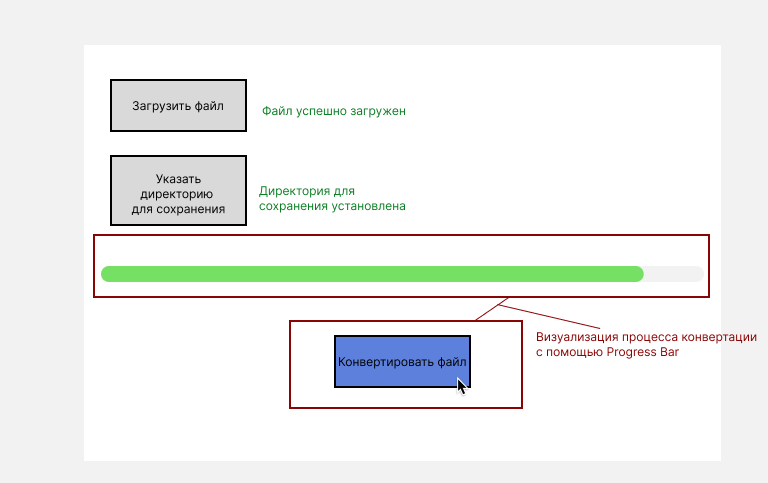 Загрузить файл
Файл успешно загружен
Указать
директорию
для сохранения
Директория для
сохранения установлена
Визуализация процесса конвертации
с помощью Progress Bar
Конвертировать файл